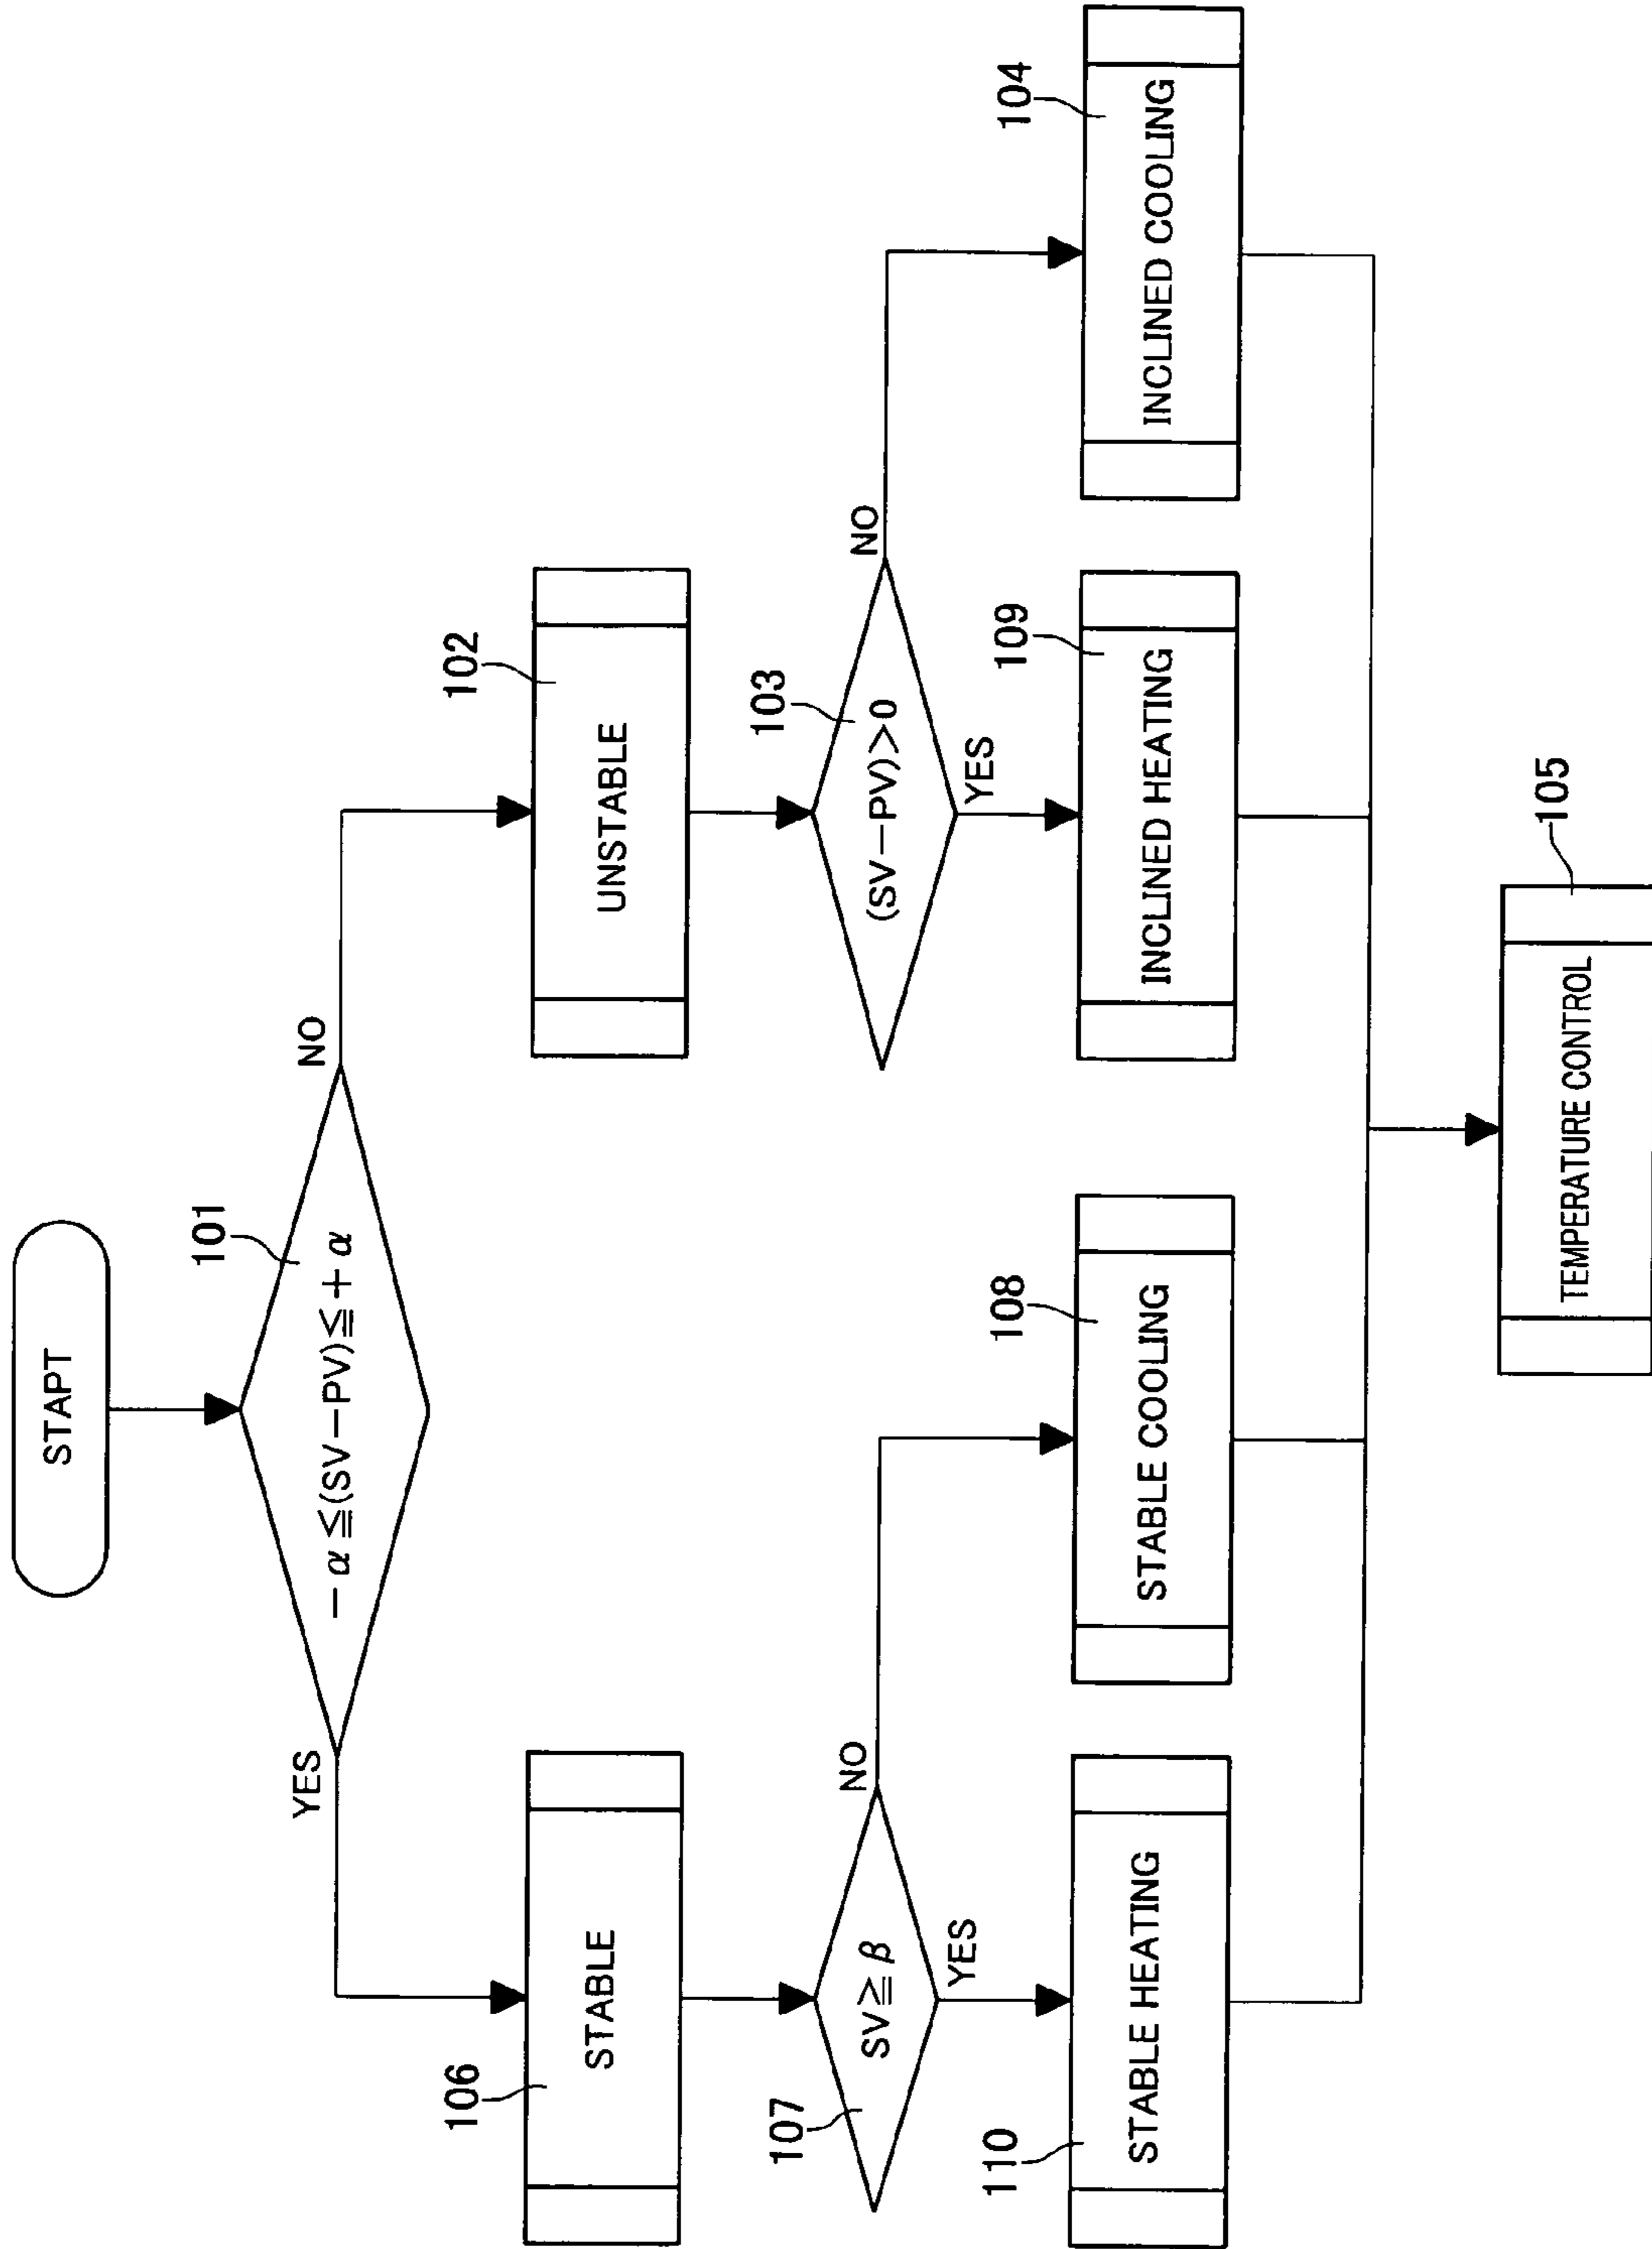 STAPT
101
−α≦(SV−PV)≦+α
YES
NO
106
STABLE
102
UNSTABLE
107
SV≧β
NO
YES
103
(SV−PV)>0
NO
YES
110
STABLE HEATING
108
STABLE COOLING
109
INCLINED HEATING
104
INCLINED COOLING
TEMPERATURE CONTROL
105